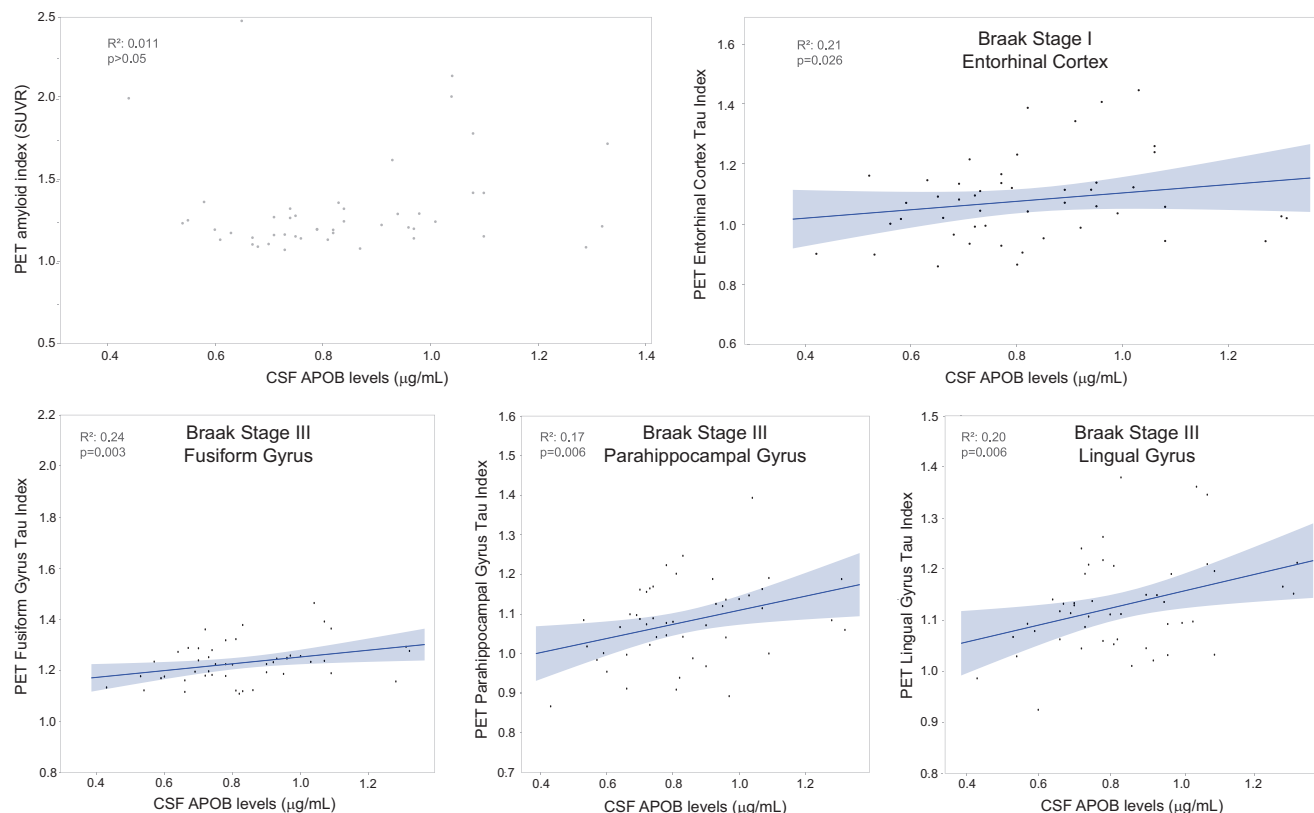 2.5
2.0
1.5
1.0
0.5
PET amyloid index (SUVR)
R²: 0.011
p>0.05
0.4 0.6 0.8 1.0 1.2 1.4
CSF APOB levels (μg/mL)
1.6
1.4
1.2
1.0
0.8
0.6
PET Entorhinal Cortex Tau Index
R²: 0.21
p=0.026
Braak Stage I
Entorhinal Cortex
0.4 0.6 0.8 1.0 1.2
CSF APOB levels (μg/mL)
2.2
2.0
1.8
1.6
1.4
1.2
1.0
0.8
PET Fusiform Gyrus Tau Index
R²: 0.24
p=0.003
Braak Stage III
Fusiform Gyrus
0.4 0.6 0.8 1.0 1.2
CSF APOB levels (μg/mL)
1.6
1.5
1.4
1.3
1.2
1.1
1.0
0.9
0.8
0.7
PET Parahippocampal Gyrus Tau Index
R²: 0.17
p=0.006
Braak Stage III
Parahippocampal Gyrus
0.4 0.6 0.8 1.0 1.2
CSF APOB levels (μg/mL)
1.5
1.4
1.3
1.2
1.1
1.0
0.9
0.8
PET Lingual Gyrus Tau Index
R²: 0.20
p=0.006
Braak Stage III
Lingual Gyrus
0.4 0.6 0.8 1.0 1.2
CSF APOB levels (μg/mL)